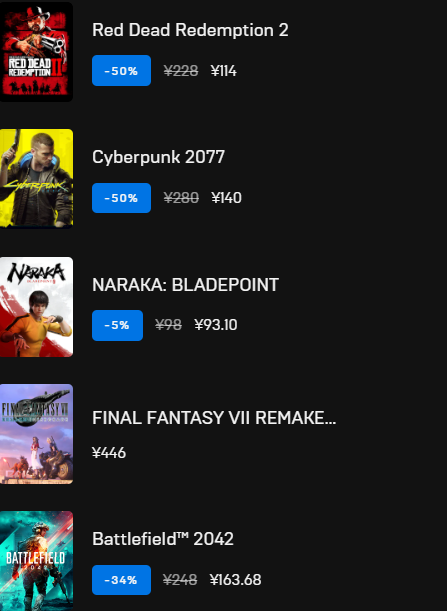 RED DEAD
REDEMPTION II
Red Dead Redemption 2
-50% ¥228 ¥114
Cyberpunk
Cyberpunk 2077
-50% ¥280 ¥140
NARAKA
BLADEPOINT
NARAKA: BLADEPOINT
-5% ¥98 ¥93.10
FINAL FANTASY VII
FINAL FANTASY VII REMAKE...
¥446
BATTLEFIELD
2042
Battlefield™ 2042
-34% ¥248 ¥163.68